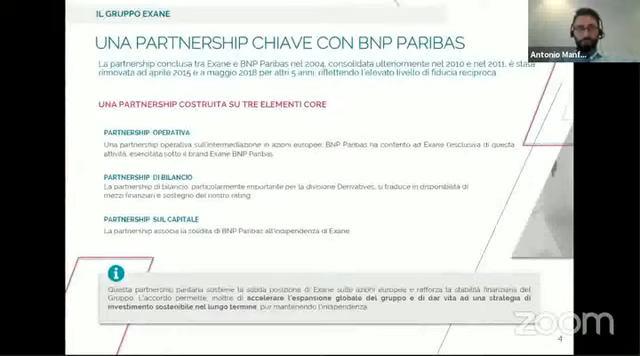 IL GRUPPO EXANE
Antonio Manf...
UNA PARTNERSHIP CHIAVE CON BNP PARIBAS
La partnership conclusa tra Exane e BNP Paribas nel 2004, consolidata ulteriormente nel 2010 e nel 2011, è stata
rinnovata ad aprile 2015 e a maggio 2018 per altri 5 anni, riflettendo l'elevato livello di fiducia reciproca.
UNA PARTNERSHIP COSTRUITA SU TRE ELEMENTI CORE
PARTNERSHIP OPERATIVA
Una partnership operativa sull'intermediazione in azioni europee: BNP Paribas ha conferito ad Exane l'esclusiva di questa
attività, esercitata sotto il brand Exane BNP Paribas.
PARTNERSHIP DI BILANCIO
La partnership di bilancio, particolarmente importante per la divisione Derivatives, si traduce in disponibilità di
mezzi finanziari e sostegno del nostro rating
PARTNERSHIP SUL CAPITALE
La partnership associa la solidità di BNP Paribas all'indipendenza di Exane
i
Questa partnership paritaria sostiene la solida posizione di Exane sulle azioni europee e rafforza la stabilità finanziaria del
Gruppo. L'accordo permette, inoltre di accelerare l'espansione globale del gruppo e di dar vita ad una strategia di
investimento sostenibile nel lungo termine, pur mantenendo l'indipendenza.
zoom
4